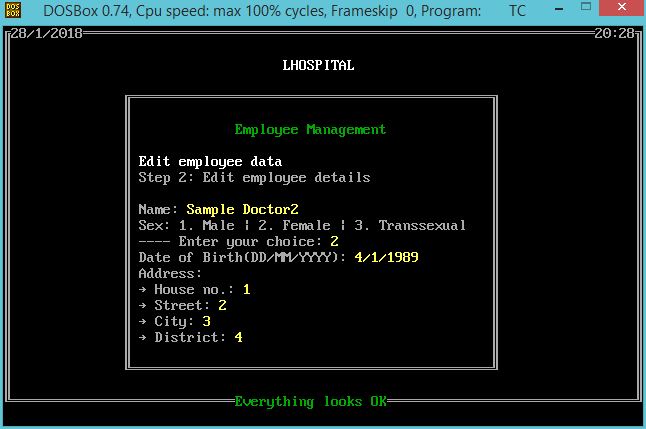 DOS BOX DOSBox 0.74, Cpu speed: max 100% cycles, Frameskip 0, Program: TC
28/1/2018 20:28
LHOSPITAL
Employee Management
Edit employee data
Step 2: Edit employee details
Name: Sample Doctor2
Sex: 1. Male ¦ 2. Female ¦ 3. Transsexual
---- Enter your choice: 2
Date of Birth(DD/MM/YYYY): 4/1/1989
Address:
→ House no.: 1
→ Street: 2
→ City: 3
→ District: 4
Everything looks OK